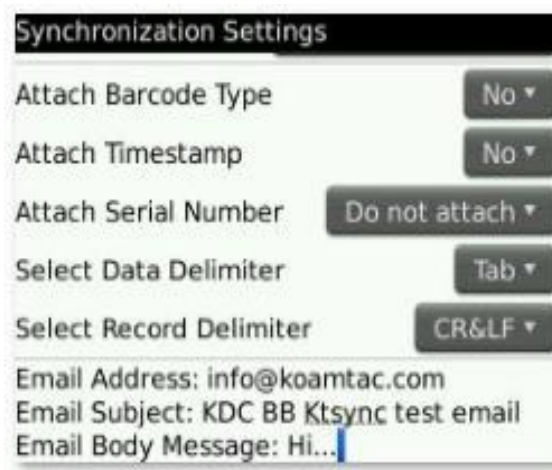 Synchronization Settings
Attach Barcode Type No
Attach Timestamp No
Attach Serial Number Do not attach
Select Data Delimiter Tab
Select Record Delimiter CR&LF
Email Address: info@koamtac.com
Email Subject: KDC BB Ktsync test email
Email Body Message: Hi...